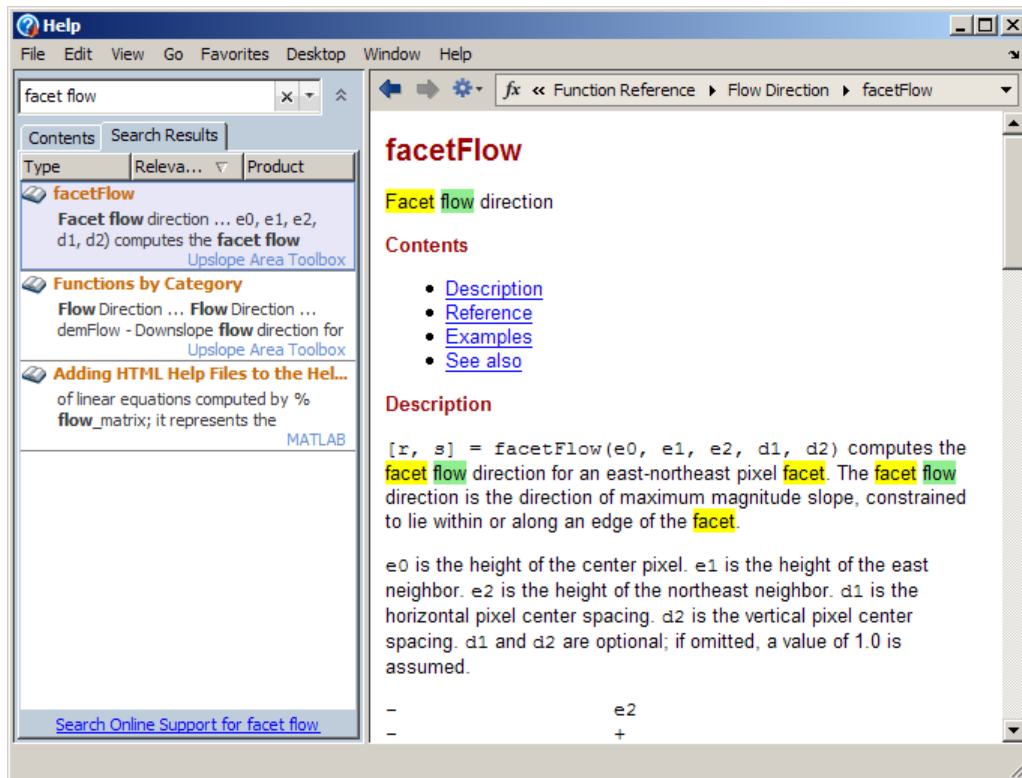 Help
File Edit View Go Favorites Desktop Window Help
facet flow
Contents Search Results
Type Releva... Product
facetFlow
Facet flow direction ... e0, e1, e2,
d1, d2) computes the facet flow
Upslope Area Toolbox
Functions by Category
Flow Direction ... Flow Direction ...
demFlow - Downslope flow direction for
Upslope Area Toolbox
Adding HTML Help Files to the Hel...
of linear equations computed by %
flow_matrix; it represents the
MATLAB
Search Online Support for facet flow
fx « Function Reference ▶ Flow Direction ▶ facetFlow
facetFlow
Facet flow direction
Contents
• Description
• Reference
• Examples
• See also
Description
[r, s] = facetFlow(e0, e1, e2, d1, d2) computes the
facet flow direction for an east-northeast pixel facet. The facet flow
direction is the direction of maximum magnitude slope, constrained
to lie within or along an edge of the facet.
e0 is the height of the center pixel. e1 is the height of the east
neighbor. e2 is the height of the northeast neighbor. d1 is the
horizontal pixel center spacing. d2 is the vertical pixel center
spacing. d1 and d2 are optional; if omitted, a value of 1.0 is
assumed.
- e2
- +